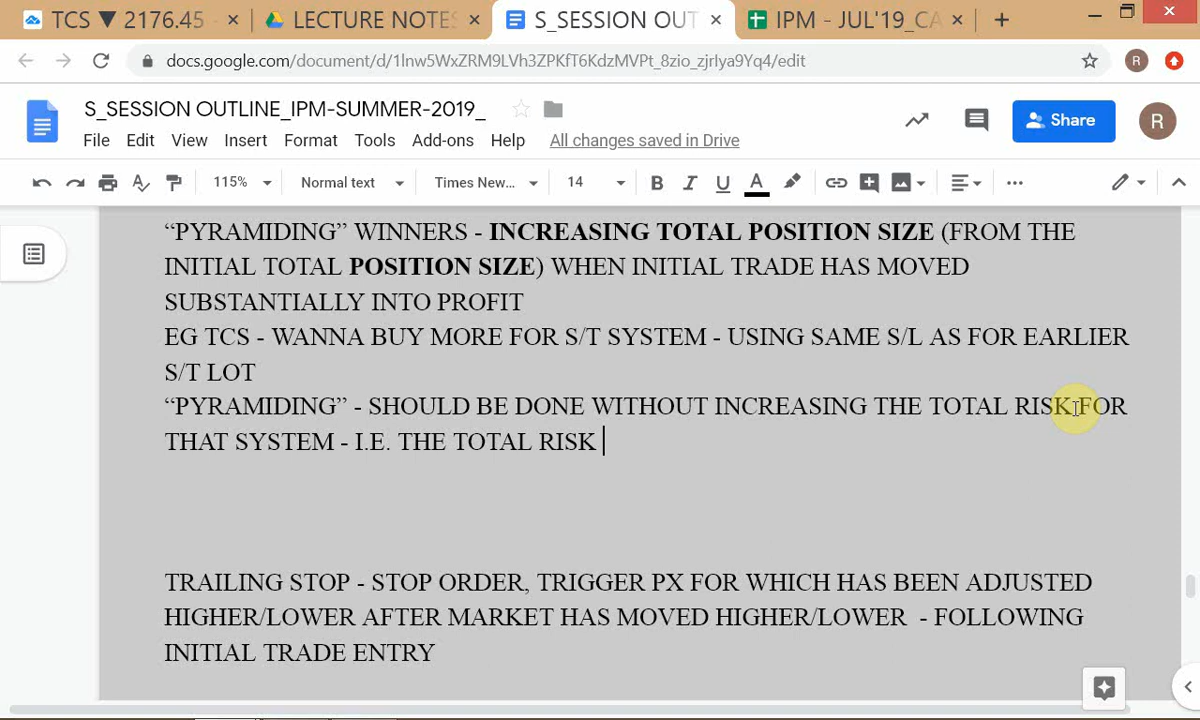 TCS ▼ 2176.45
LECTURE NOTES
S_SESSION OUT
IPM - JUL'19_CA
docs.google.com/document/d/1lnw5WxZRM9LVh3ZPKfT6KdzMVPt_8zio_zjrIya9Yq4/edit
R
S_SESSION OUTLINE_IPM-SUMMER-2019_
File Edit View Insert Format Tools Add-ons Help All changes saved in Drive
Share
R
115% Normal text Times New... 14 B I U A
“PYRAMIDING” WINNERS - INCREASING TOTAL POSITION SIZE (FROM THE
INITIAL TOTAL POSITION SIZE) WHEN INITIAL TRADE HAS MOVED
SUBSTANTIALLY INTO PROFIT
EG TCS - WANNA BUY MORE FOR S/T SYSTEM - USING SAME S/L AS FOR EARLIER
S/T LOT
“PYRAMIDING” - SHOULD BE DONE WITHOUT INCREASING THE TOTAL RISK FOR
THAT SYSTEM - I.E. THE TOTAL RISK
TRAILING STOP - STOP ORDER, TRIGGER PX FOR WHICH HAS BEEN ADJUSTED
HIGHER/LOWER AFTER MARKET HAS MOVED HIGHER/LOWER - FOLLOWING
INITIAL TRADE ENTRY